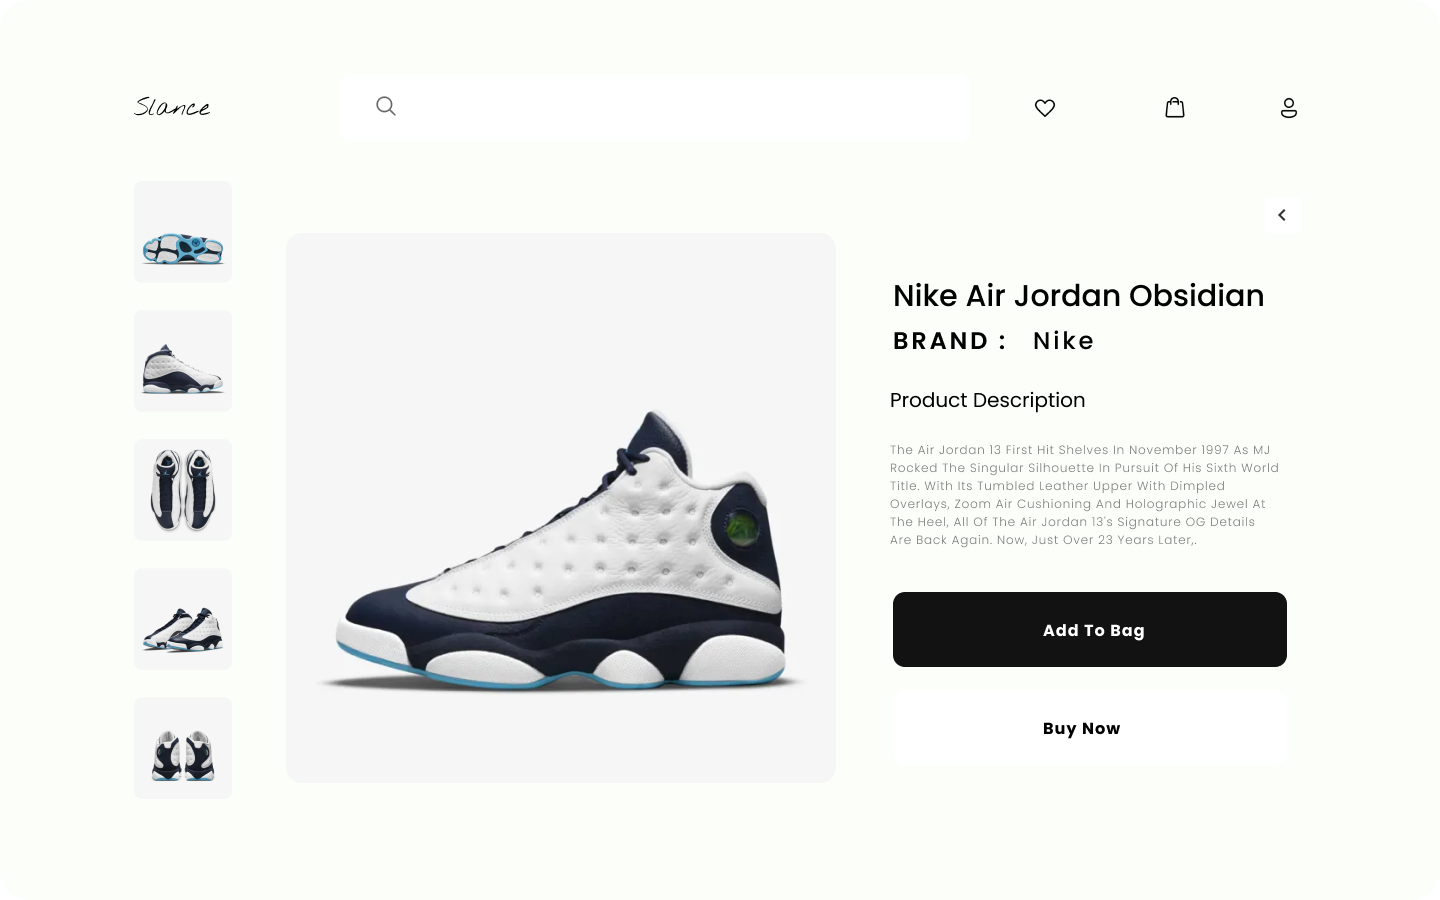 Slance
Nike Air Jordan Obsidian
BRAND : Nike
Product Description
The Air Jordan 13 First Hit Shelves In November 1997 As MJ
Rocked The Singular Silhouette In Pursuit Of His Sixth World
Title. With Its Tumbled Leather Upper With Dimpled
Overlays, Zoom Air Cushioning And Holographic Jewel At
The Heel, All Of The Air Jordan 13's Signature OG Details
Are Back Again. Now, Just Over 23 Years Later,.
Add To Bag
Buy Now